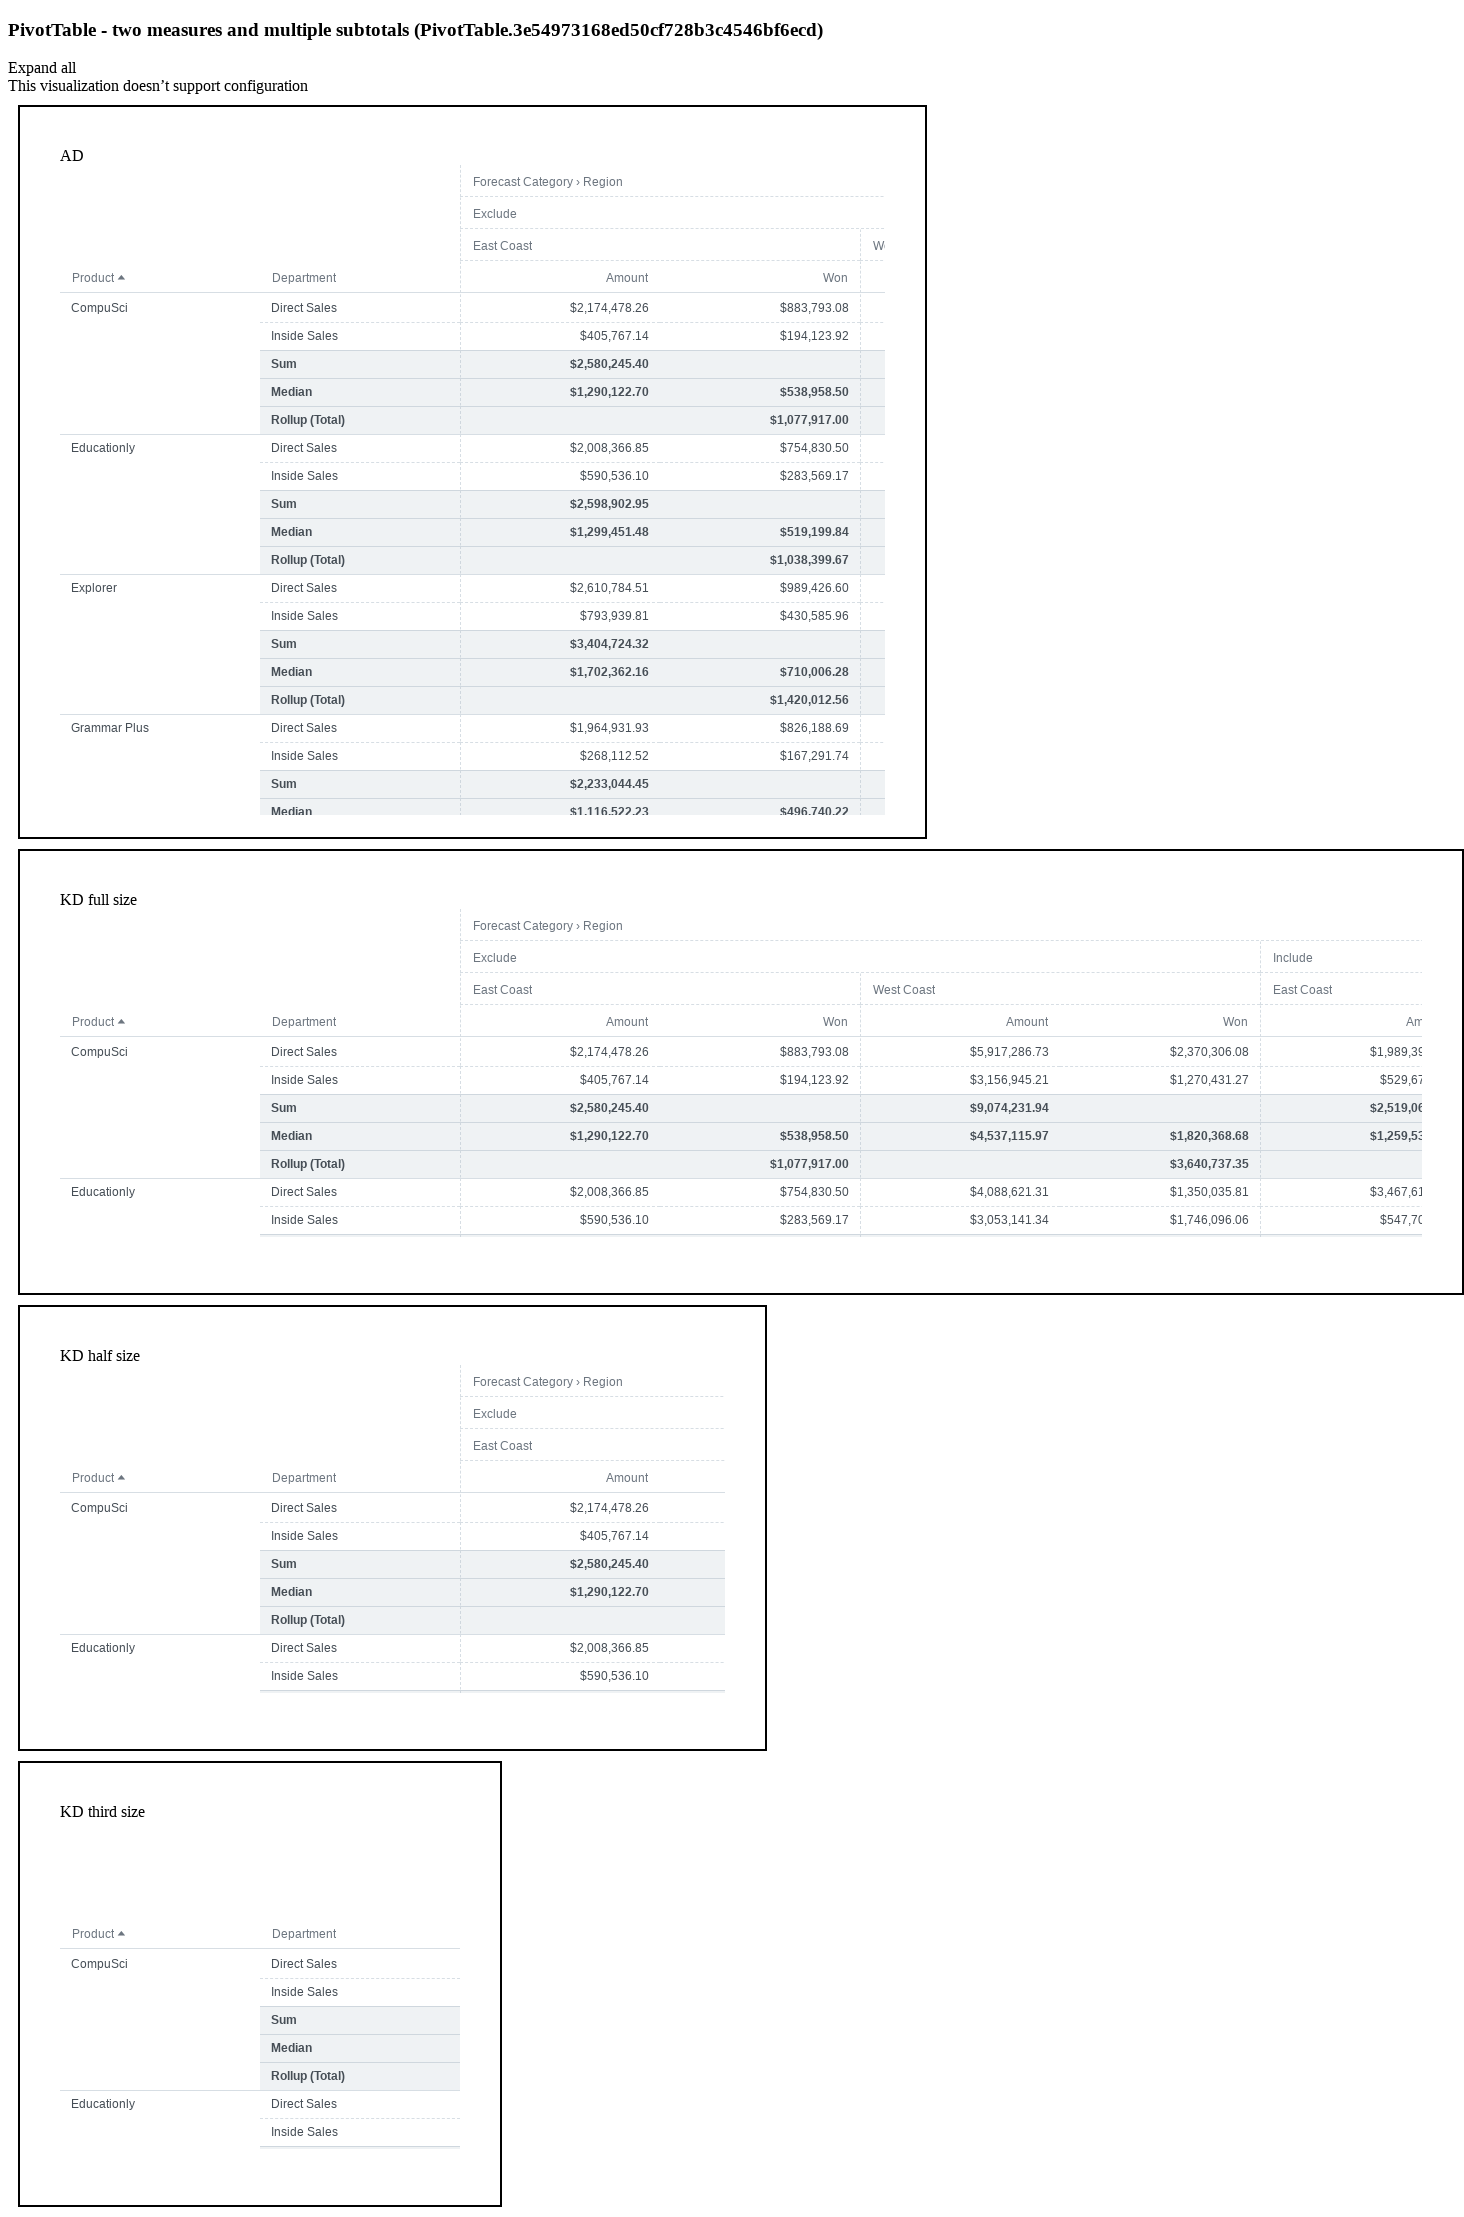 PivotTable - two measures and multiple subtotals (PivotTable.3e54973168ed50cf728b3c4546bf6ecd)
Expand all
This visualization doesn’t support configuration
AD
Forecast Category › Region
Exclude
East Coast
Product Department Amount Won
CompuSci Direct Sales $2,174,478.26 $883,793.08
Inside Sales $405,767.14 $194,123.92
Sum $2,580,245.40
Median $1,290,122.70 $538,958.50
Rollup (Total) $1,077,917.00
Educationly Direct Sales $2,008,366.85 $754,830.50
Inside Sales $590,536.10 $283,569.17
Sum $2,598,902.95
Median $1,299,451.48 $519,199.84
Rollup (Total) $1,038,399.67
Explorer Direct Sales $2,610,784.51 $989,426.60
Inside Sales $793,939.81 $430,585.96
Sum $3,404,724.32
Median $1,702,362.16 $710,006.28
Rollup (Total) $1,420,012.56
Grammar Plus Direct Sales $1,964,931.93 $826,188.69
Inside Sales $268,112.52 $167,291.74
Sum $2,233,044.45
Median $1,116,522.23 $496,740.22
KD full size
Forecast Category › Region
Exclude Include
East Coast West Coast East Coast
Product Department Amount Won Amount Won Am
CompuSci Direct Sales $2,174,478.26 $883,793.08 $5,917,286.73 $2,370,306.08 $1,989,39
Inside Sales $405,767.14 $194,123.92 $3,156,945.21 $1,270,431.27 $529,67
Sum $2,580,245.40 $9,074,231.94 $2,519,06
Median $1,290,122.70 $538,958.50 $4,537,115.97 $1,820,368.68 $1,259,53
Rollup (Total) $1,077,917.00 $3,640,737.35
Educationly Direct Sales $2,008,366.85 $754,830.50 $4,088,621.31 $1,350,035.81 $3,467,61
Inside Sales $590,536.10 $283,569.17 $3,053,141.34 $1,746,096.06 $547,70
KD half size
Forecast Category › Region
Exclude
East Coast
Product Department Amount
CompuSci Direct Sales $2,174,478.26
Inside Sales $405,767.14
Sum $2,580,245.40
Median $1,290,122.70
Rollup (Total)
Educationly Direct Sales $2,008,366.85
Inside Sales $590,536.10
KD third size
Product Department
CompuSci Direct Sales
Inside Sales
Sum
Median
Rollup (Total)
Educationly Direct Sales
Inside Sales